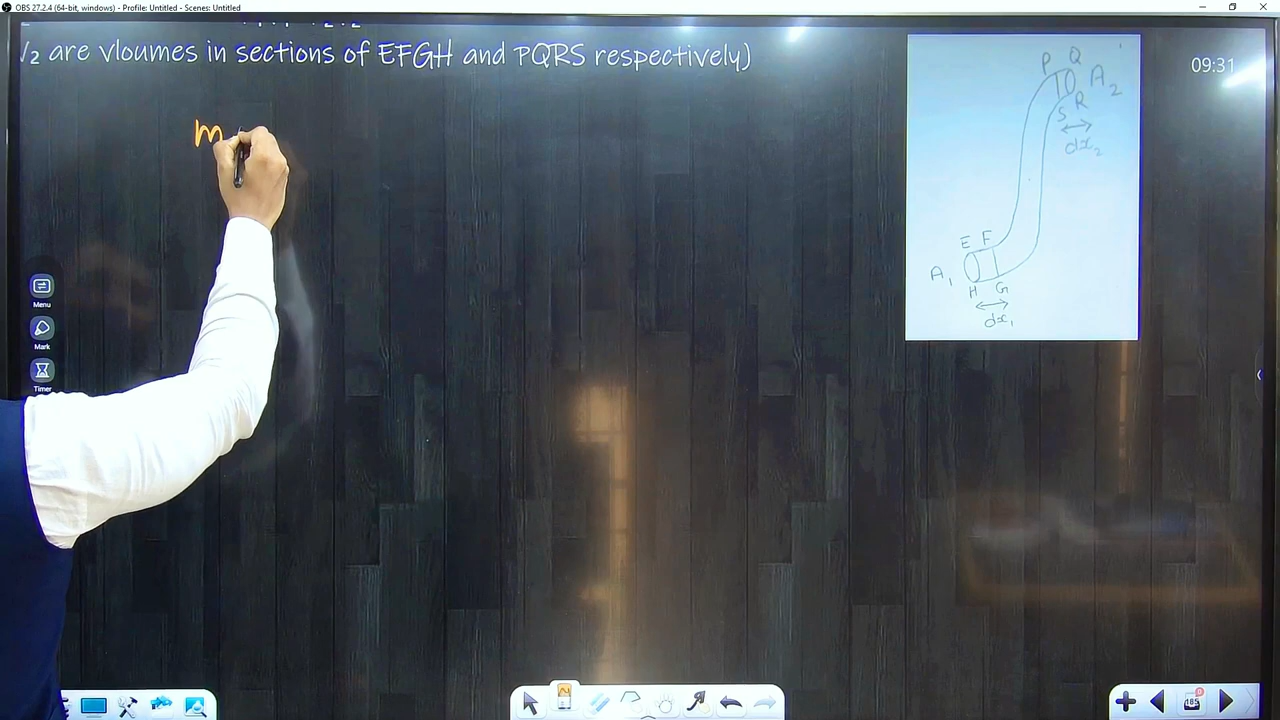 OBS 27.2.4 (64-bit, windows) - Profile: Untitled - Scenes: Untitled
V₂ are vloumes in sections of EFGH and PQRS respectively)
09:31
m
P Q
A₂
S R
dx₂
E F
A₁
H G
dx₁
Menu
Mark
Timer
185